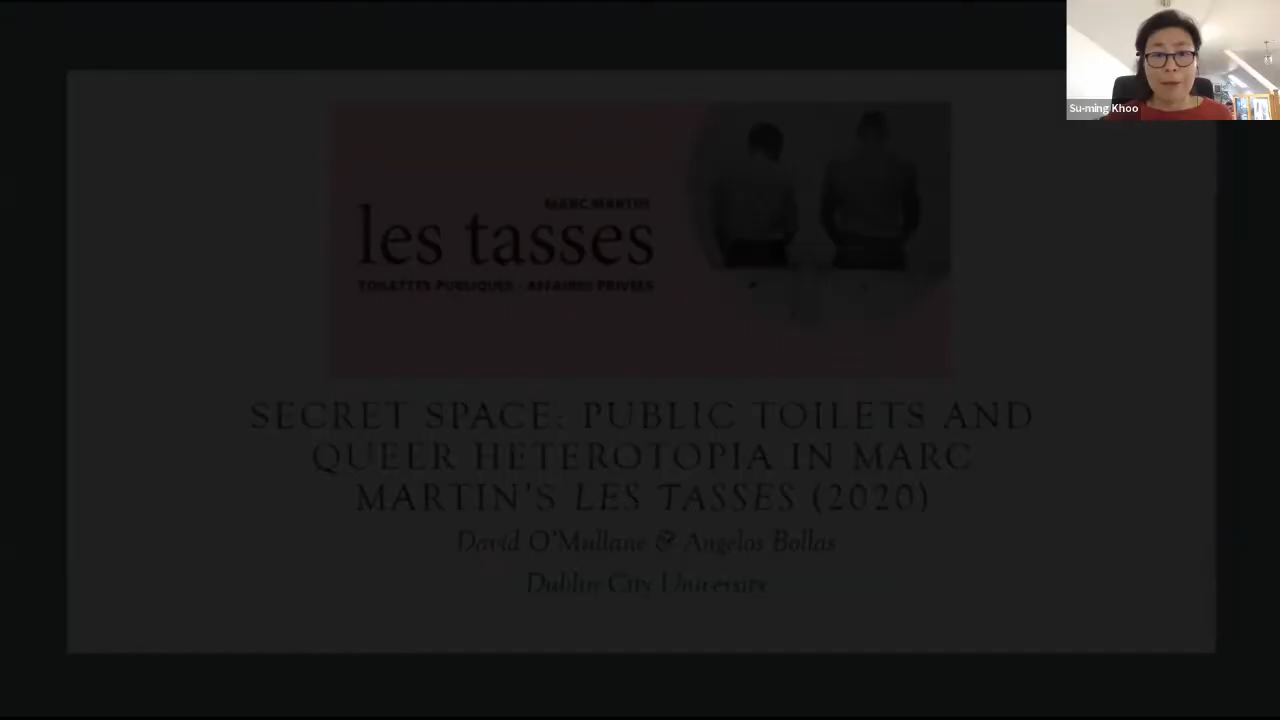 Su-ming Khoo
MARC MARTIN
les tasses
TOILETTES PUBLIQUES - AFFAIRES PRIVÉES
SECRET SPACE: PUBLIC TOILETS AND
QUEER HETEROTOPIA IN MARC
MARTIN'S LES TASSES (2020)
David O'Mullane & Angelos Bollas
Dublin City University